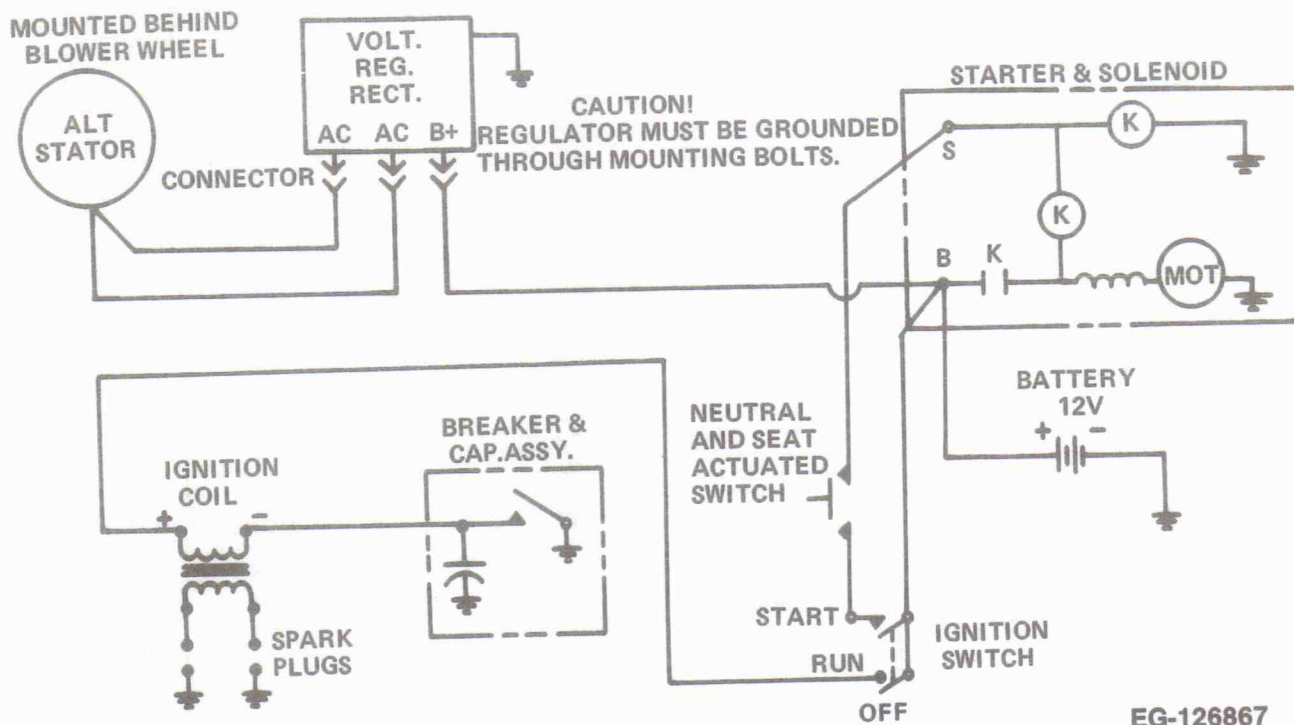 MOUNTED BEHIND
BLOWER WHEEL
ALT
STATOR
VOLT.
REG.
RECT.
AC AC B+
CONNECTOR
CAUTION!
REGULATOR MUST BE GROUNDED
THROUGH MOUNTING BOLTS.
STARTER & SOLENOID
S
K
K
B
K
MOT
BATTERY
12V
+ -
NEUTRAL
AND SEAT
ACTUATED
SWITCH
BREAKER &
CAP.ASSY.
IGNITION
COIL
+ -
SPARK
PLUGS
START
RUN
OFF
IGNITION
SWITCH
EG-126867